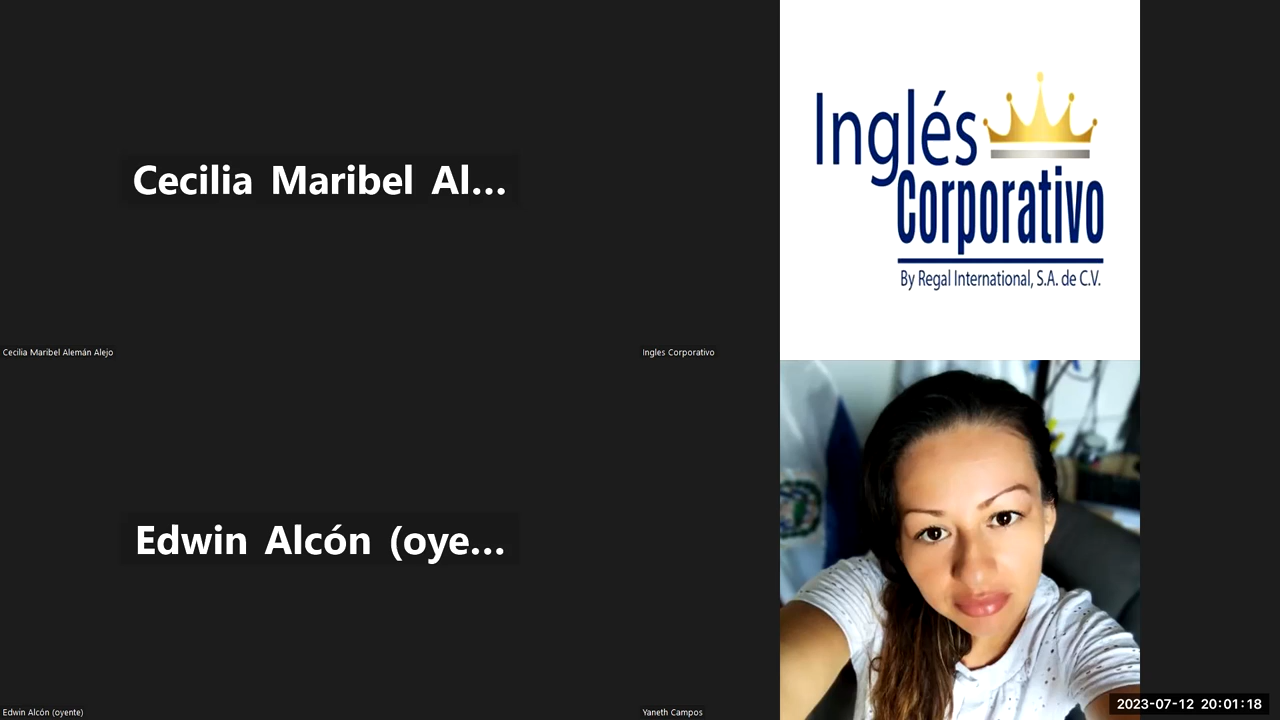 Cecilia Maribel Al...
Cecilia Maribel Alemán Alejo
Inglés
Corporativo
By Regal International, S.A. de C.V.
Ingles Corporativo
Edwin Alcón (oye...
Edwin Alcón (oyente)
Yaneth Campos
2023-07-12 20:01:18